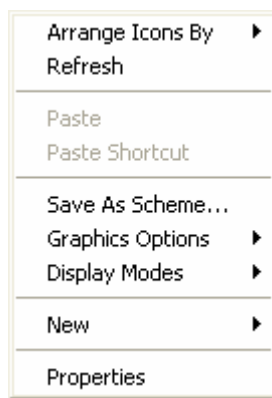 Arrange Icons By
Refresh
Paste
Paste Shortcut
Save As Scheme...
Graphics Options
Display Modes
New
Properties